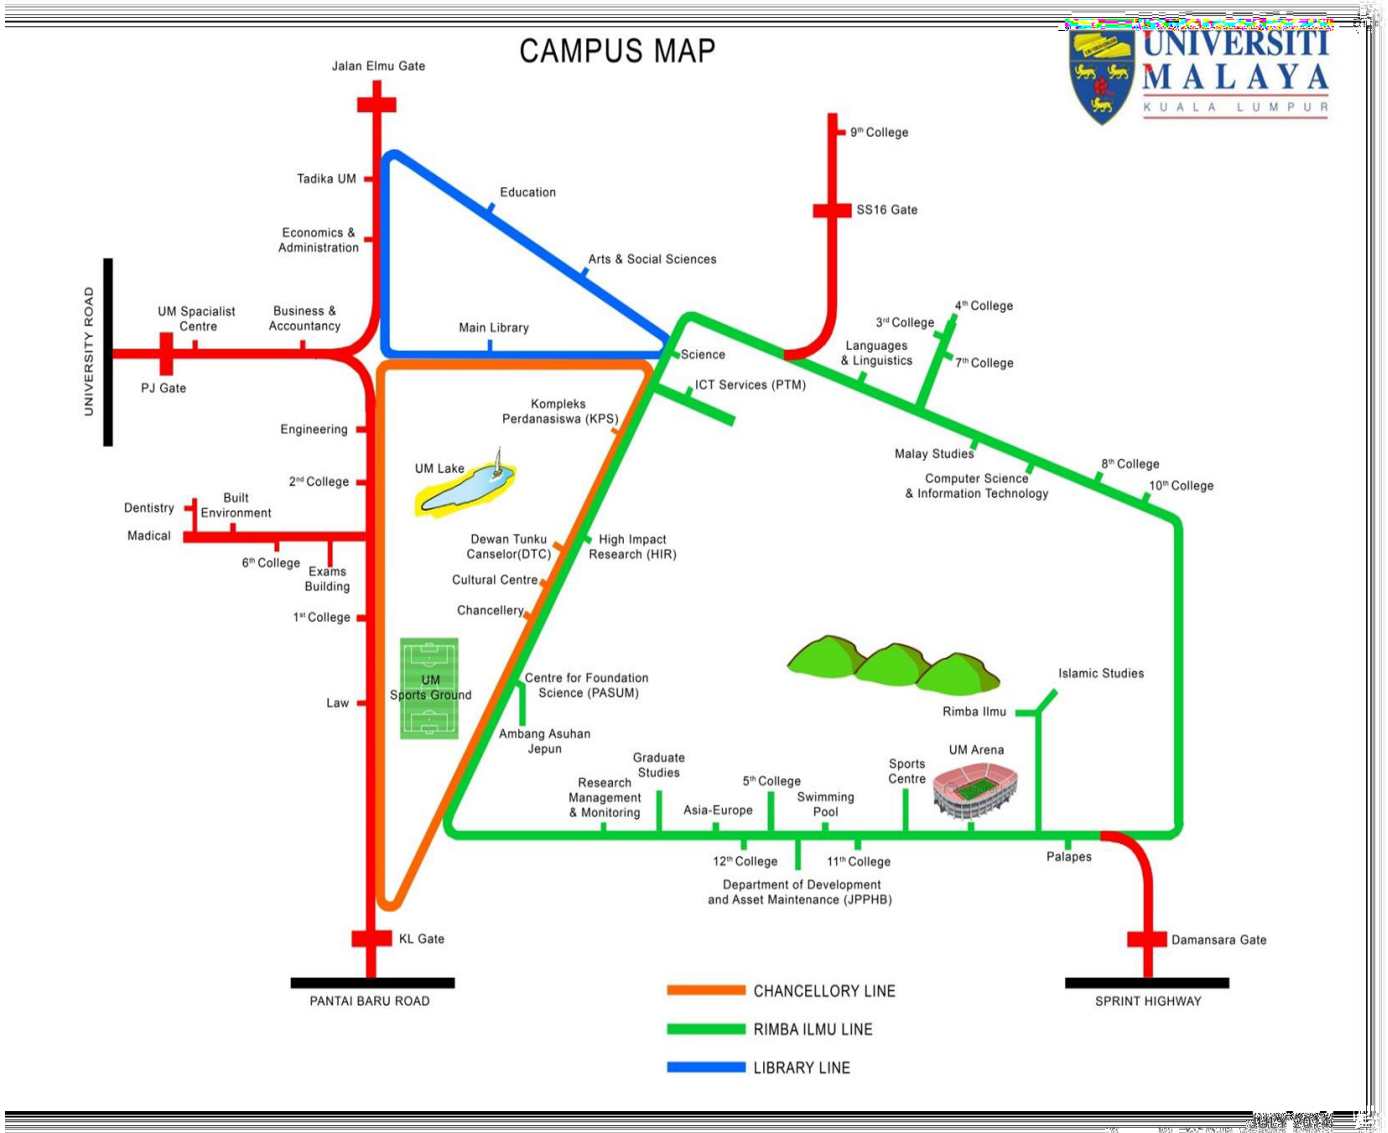 CAMPUS MAP
UNIVERSITI
MALAYA
KUALA LUMPUR
Jalan Elmu Gate
9th College
Tadika UM
Education
SS16 Gate
Economics &
Administration
Arts & Social Sciences
UNIVERSITY ROAD
UM Spacialist
Centre
Business &
Accountancy
Main Library
4th College
3rd College
Languages
& Linguistics
7th College
Science
PJ Gate
ICT Services (PTM)
Kompleks
Perdanasiswa (KPS)
Engineering
UM Lake
Malay Studies
8th College
Computer Science
& Information Technology
10th College
2nd College
Dentistry
Built
Environment
Madical
6th College
Exams
Building
Dewan Tunku
Canselor(DTC)
High Impact
Research (HIR)
Cultural Centre
Chancellery
1st College
UM
Sports Ground
Law
Centre for Foundation
Science (PASUM)
Ambang Asuhan
Jepun
Islamic Studies
Rimba Ilmu
UM Arena
Sports
Centre
Graduate
Studies
Research
Management
& Monitoring
5th College
Asia-Europe
Swimming
Pool
12th College
11th College
Palapes
Department of Development
and Asset Maintenance (JPPHB)
KL Gate
Damansara Gate
PANTAI BARU ROAD
SPRINT HIGHWAY
CHANCELLORY LINE
RIMBA ILMU LINE
LIBRARY LINE